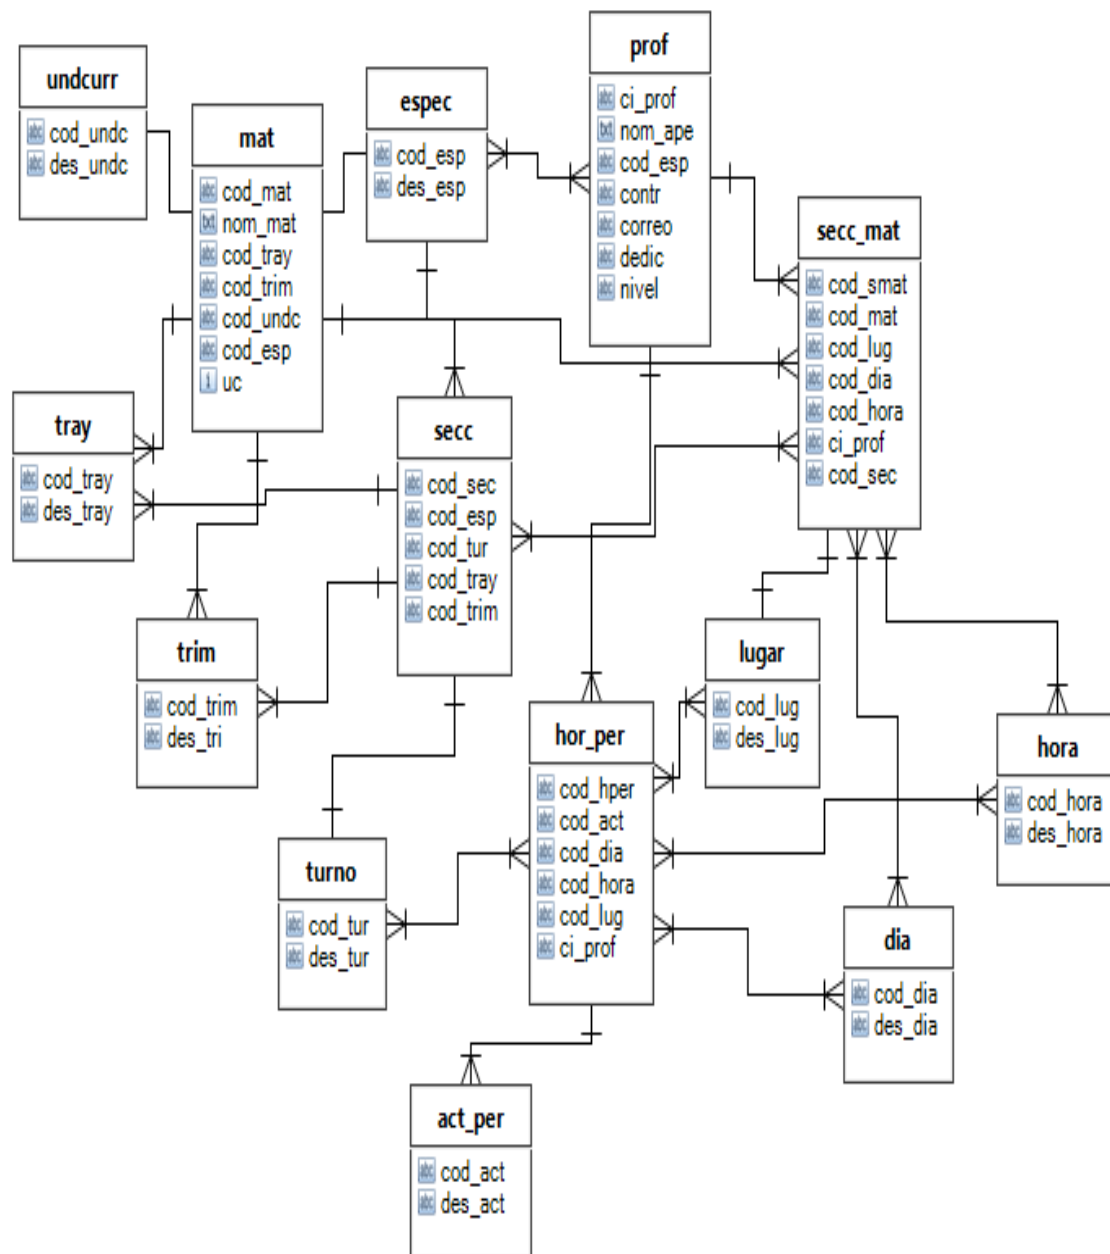 undcurr
cod_undc
des_undc
mat
cod_mat
nom_mat
cod_tray
cod_trim
cod_undc
cod_esp
uc
espec
cod_esp
des_esp
prof
ci_prof
nom_ape
cod_esp
contr
correo
dedic
nivel
secc_mat
cod_smat
cod_mat
cod_lug
cod_dia
cod_hora
ci_prof
cod_sec
tray
cod_tray
des_tray
secc
cod_sec
cod_esp
cod_tur
cod_tray
cod_trim
trim
cod_trim
des_tri
lugar
cod_lug
des_lug
hor_per
cod_hper
cod_act
cod_dia
cod_hora
cod_lug
ci_prof
hora
cod_hora
des_hora
turno
cod_tur
des_tur
dia
cod_dia
des_dia
act_per
cod_act
des_act